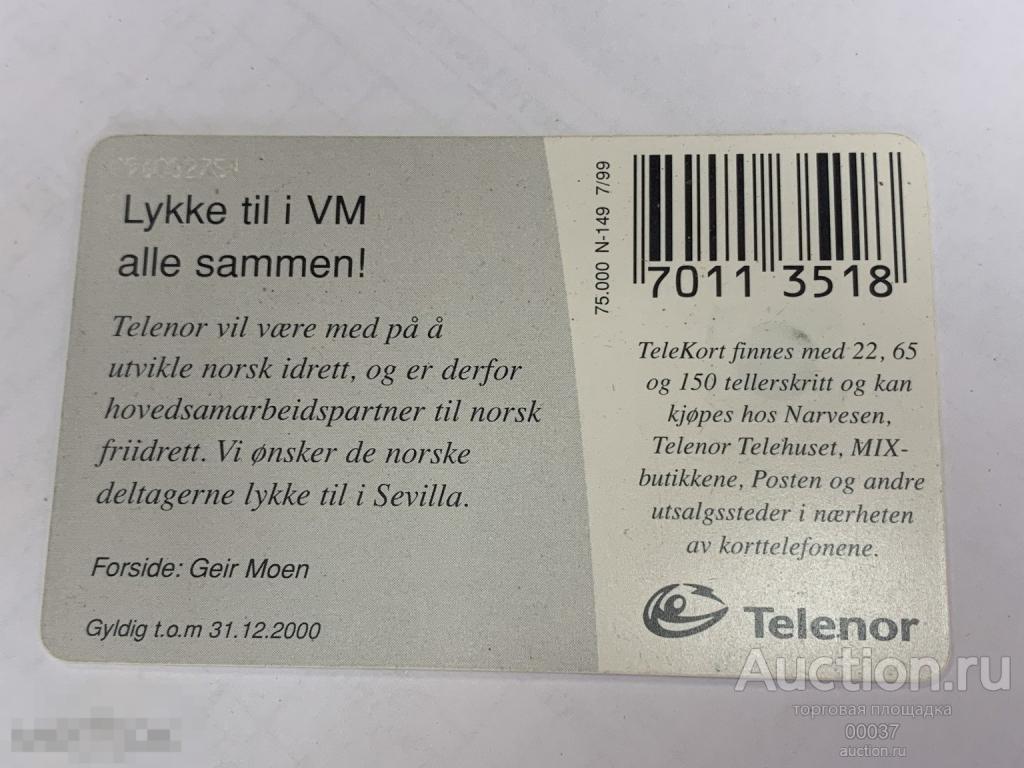 Lykke til i VM
alle sammen!
Telenor vil være med på å
utvikle norsk idrett, og er derfor
hovedsamarbeidspartner til norsk
friidrett. Vi ønsker de norske
deltagerne lykke til i Sevilla.
Forside: Geir Moen
Gyldig t.o.m 31.12.2000
75.000 N-149 7/99
7011 3518
TeleKort finnes med 22, 65
og 150 tellerskritt og kan
kjøpes hos Narvesen,
Telenor Telehuset, MIX-
butikkene, Posten og andre
utsalgssteder i nærheten
av korttelefonene.
Telenor
Auction.ru
торговая площадка
00037
auction.ru